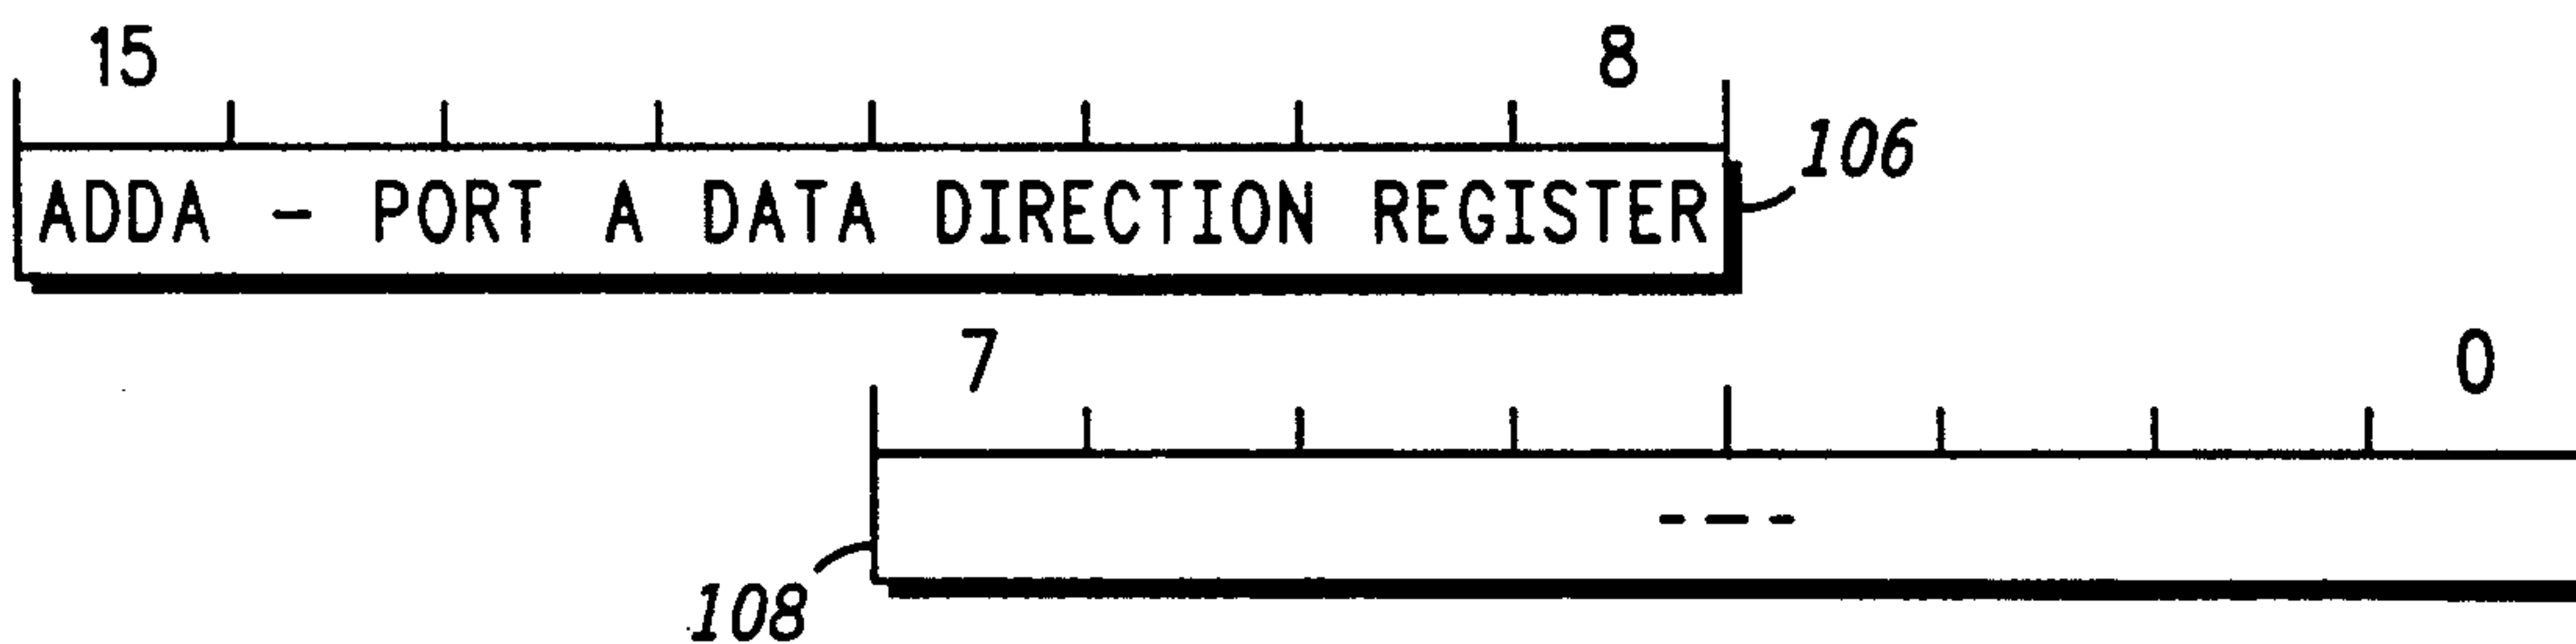 15 8
ADDA - PORT A DATA DIRECTION REGISTER 106
7 0
---
108